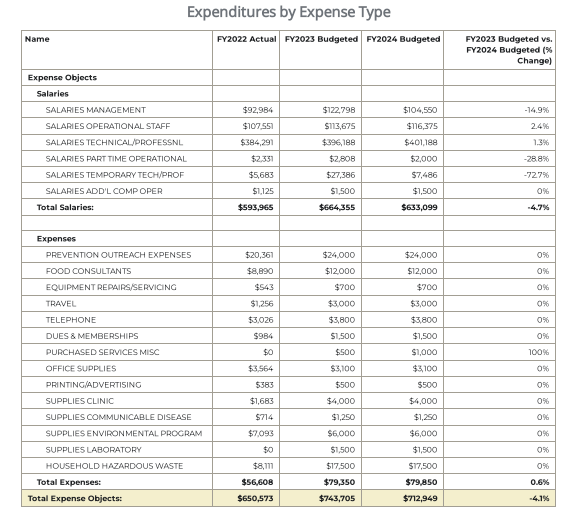 Expenditures by Expense Type
Name FY2022 Actual FY2023 Budgeted FY2024 Budgeted FY2023 Budgeted vs.
FY2024 Budgeted (%
Change)
Expense Objects
Salaries
SALARIES MANAGEMENT $92,984 $122,798 $104,550 -14.9%
SALARIES OPERATIONAL STAFF $107,551 $113,675 $116,375 2.4%
SALARIES TECHNICAL/PROFESSNL $384,291 $396,188 $401,188 1.3%
SALARIES PART TIME OPERATIONAL $2,331 $2,808 $2,000 -28.8%
SALARIES TEMPORARY TECH/PROF $5,683 $27,386 $7,486 -72.7%
SALARIES ADD'L COMP OPER $1,125 $1,500 $1,500 0%
Total Salaries: $593,965 $664,355 $633,099 -4.7%
Expenses
PREVENTION OUTREACH EXPENSES $20,361 $24,000 $24,000 0%
FOOD CONSULTANTS $8,890 $12,000 $12,000 0%
EQUIPMENT REPAIRS/SERVICING $543 $700 $700 0%
TRAVEL $1,256 $3,000 $3,000 0%
TELEPHONE $3,026 $3,800 $3,800 0%
DUES & MEMBERSHIPS $984 $1,500 $1,500 0%
PURCHASED SERVICES MISC $0 $500 $1,000 100%
OFFICE SUPPLIES $3,564 $3,100 $3,100 0%
PRINTING/ADVERTISING $383 $500 $500 0%
SUPPLIES CLINIC $1,683 $4,000 $4,000 0%
SUPPLIES COMMUNICABLE DISEASE $714 $1,250 $1,250 0%
SUPPLIES ENVIRONMENTAL PROGRAM $7,093 $6,000 $6,000 0%
SUPPLIES LABORATORY $0 $1,500 $1,500 0%
HOUSEHOLD HAZARDOUS WASTE $8,111 $17,500 $17,500 0%
Total Expenses: $56,608 $79,350 $79,850 0.6%
Total Expense Objects: $650,573 $743,705 $712,949 -4.1%